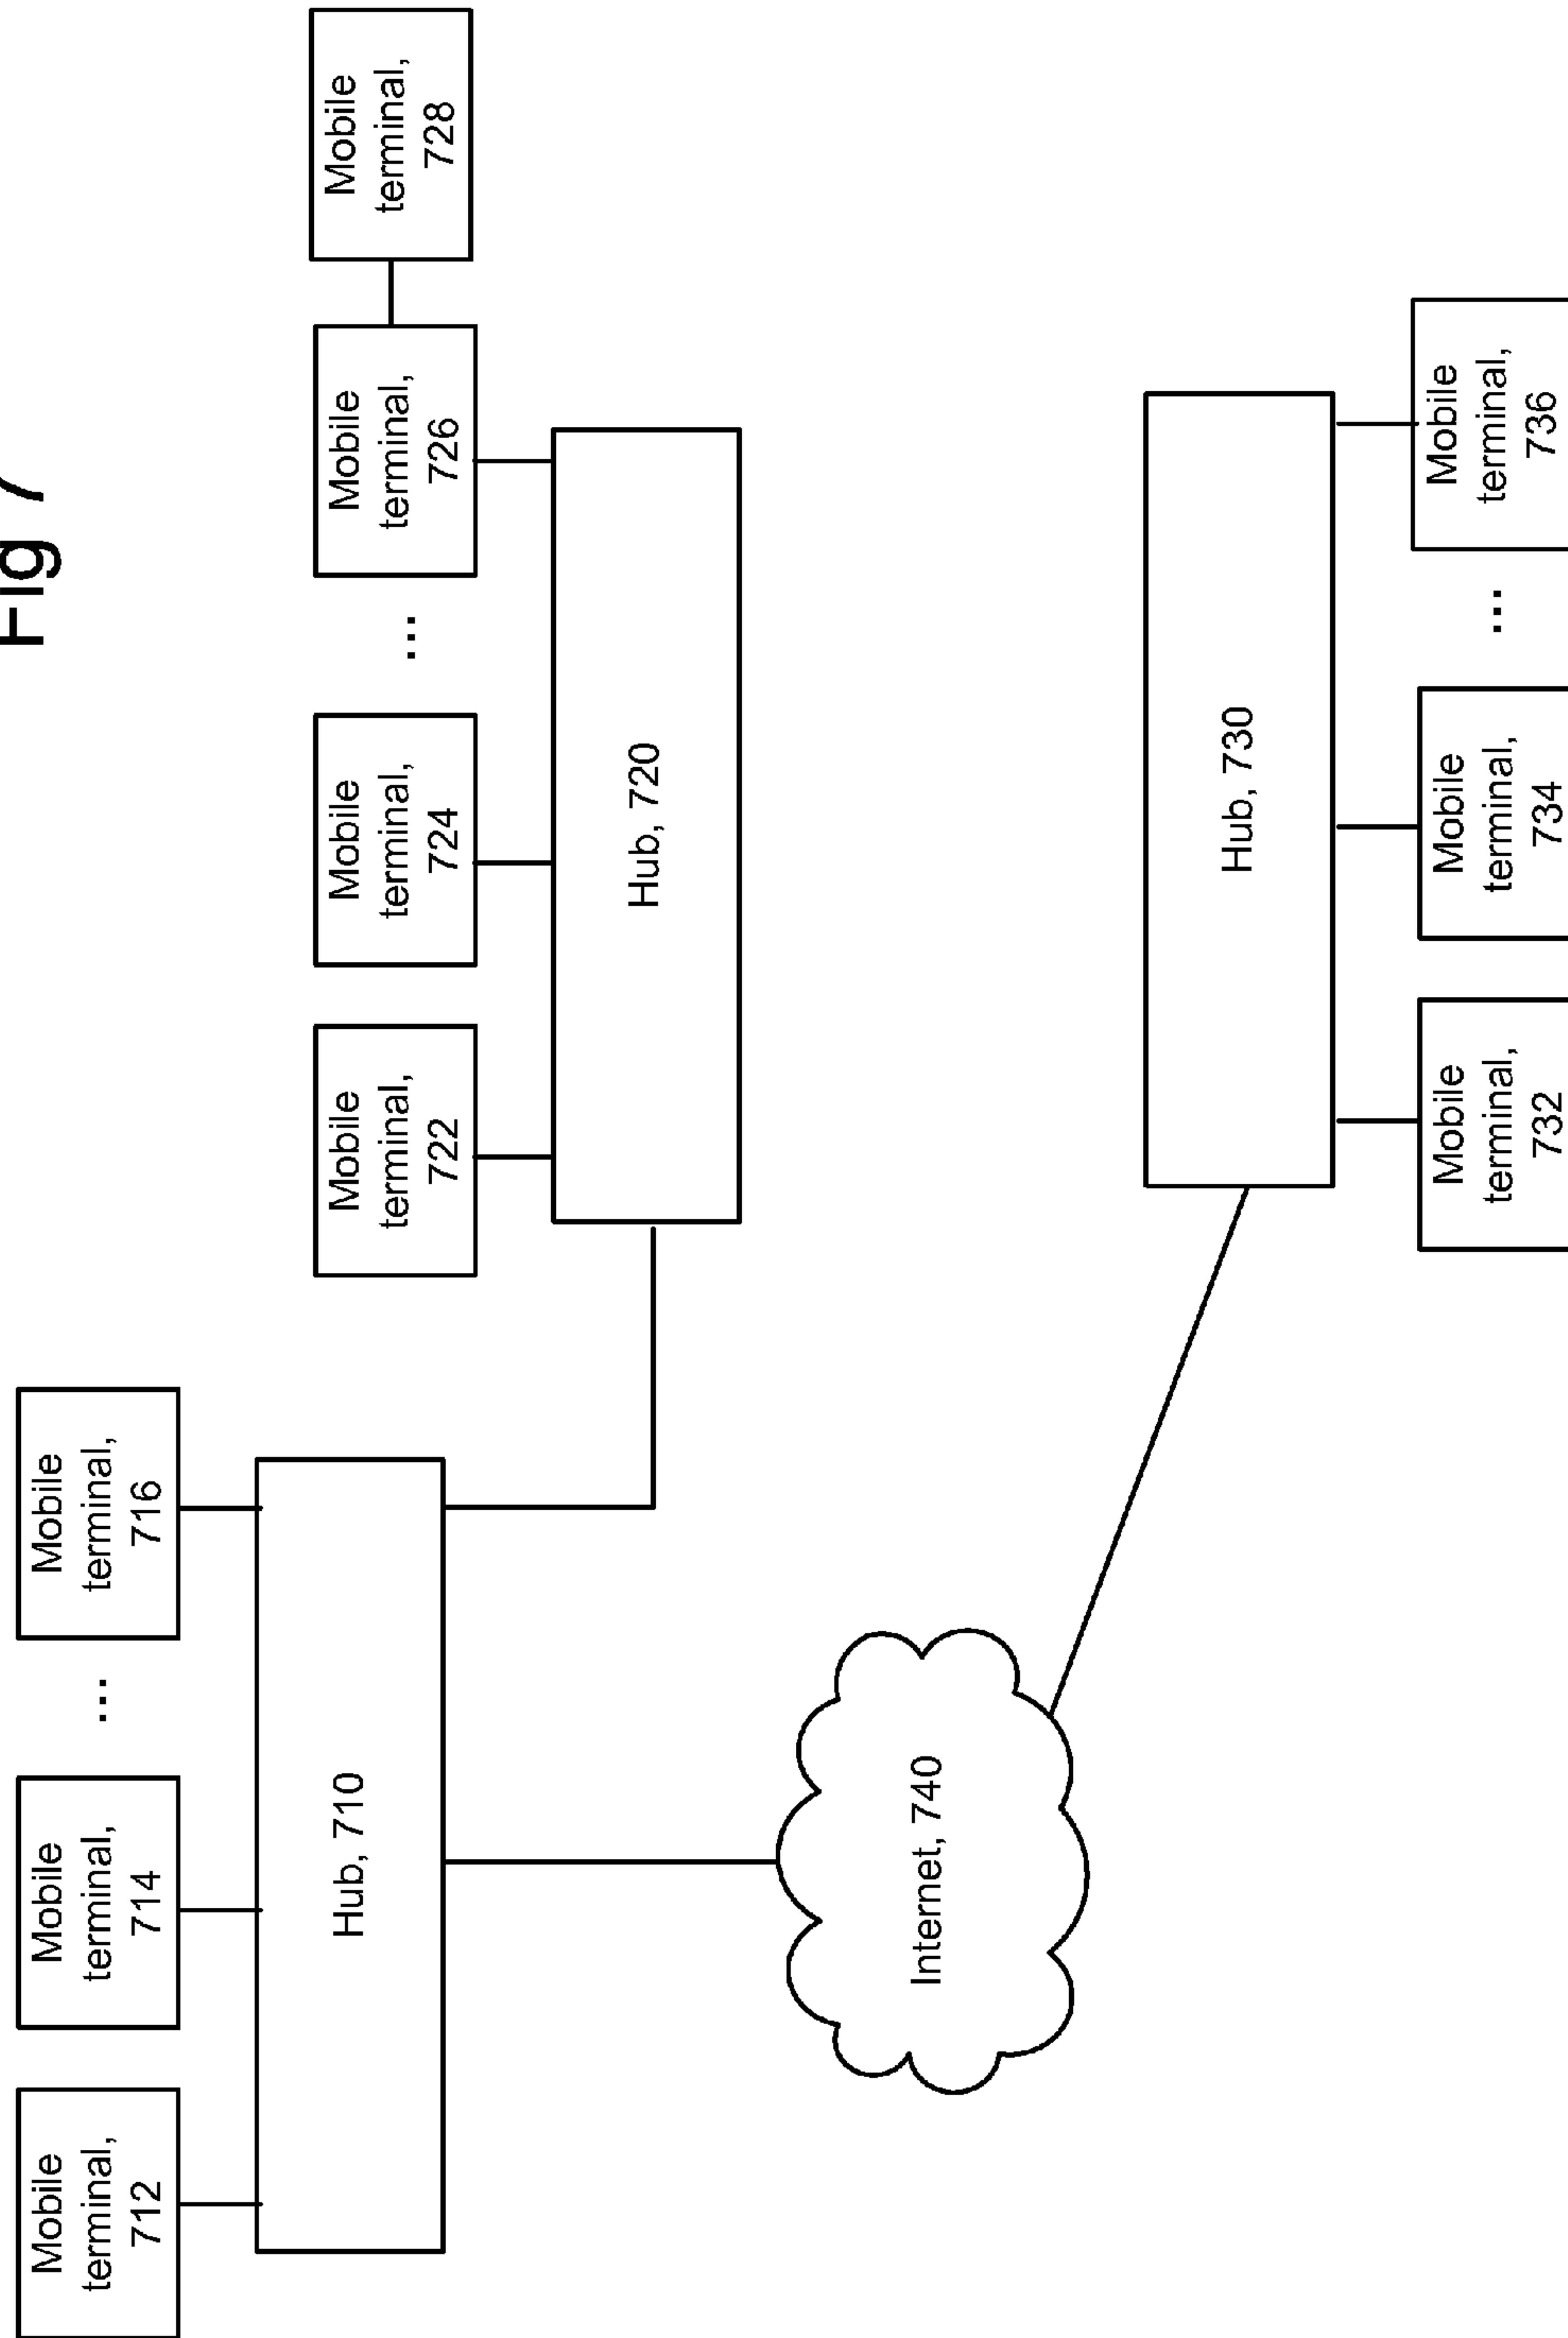 Fig 7
Mobile
terminal,
712
Mobile
terminal,
714
...
Mobile
terminal,
716
Hub, 710
Mobile
terminal,
722
Mobile
terminal,
724
...
Mobile
terminal,
726
Mobile
terminal,
728
Hub, 720
Internet, 740
Hub, 730
Mobile
terminal,
732
Mobile
terminal,
734
...
Mobile
terminal,
736